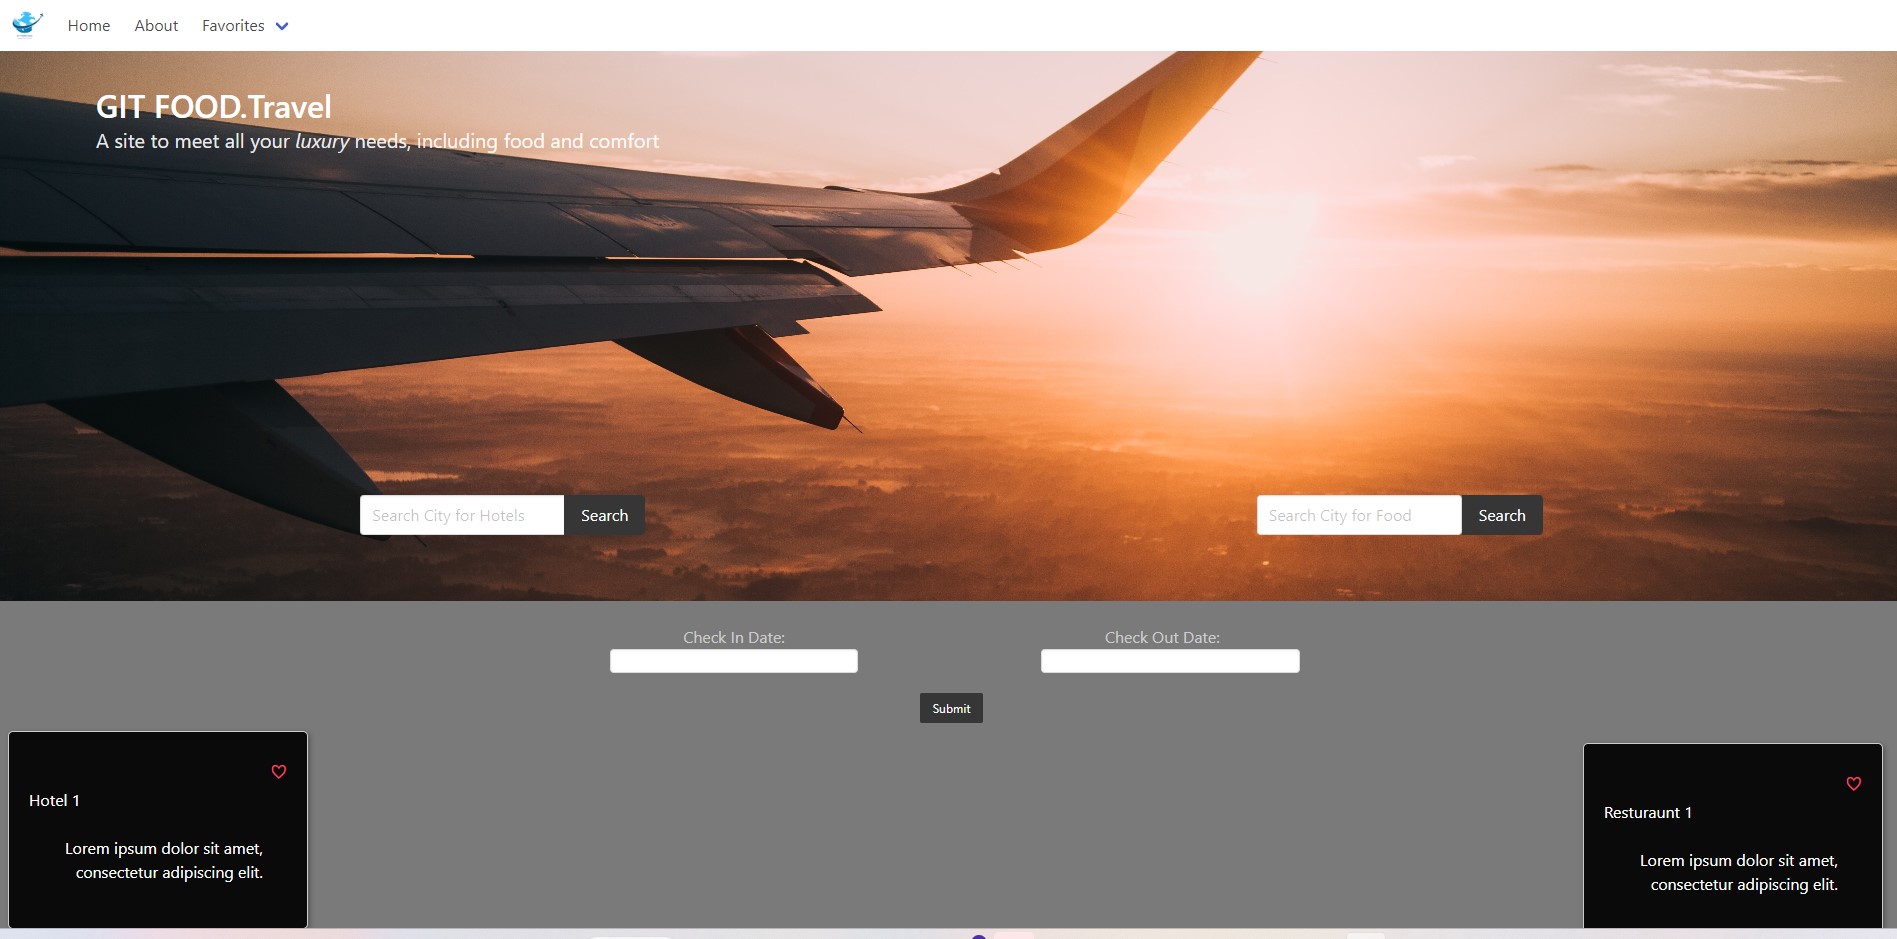 Home
About
Favorites
GIT FOOD.Travel
A site to meet all your luxury needs, including food and comfort
Search City for Hotels
Search
Search City for Food
Search
Check In Date:
Check Out Date:
Submit
Hotel 1
Lorem ipsum dolor sit amet,
consectetur adipiscing elit.
Resturaunt 1
Lorem ipsum dolor sit amet,
consectetur adipiscing elit.